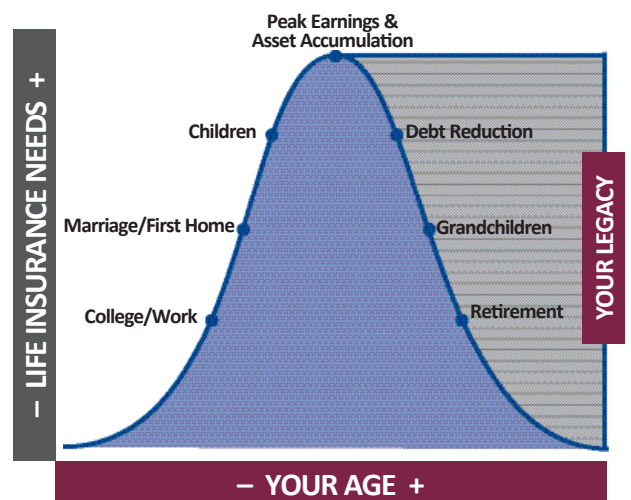 Peak Earnings &
Asset Accumulation
Children
Debt Reduction
Marriage/First Home
Grandchildren
College/Work
Retirement
– LIFE INSURANCE NEEDS +
YOUR LEGACY
– YOUR AGE +